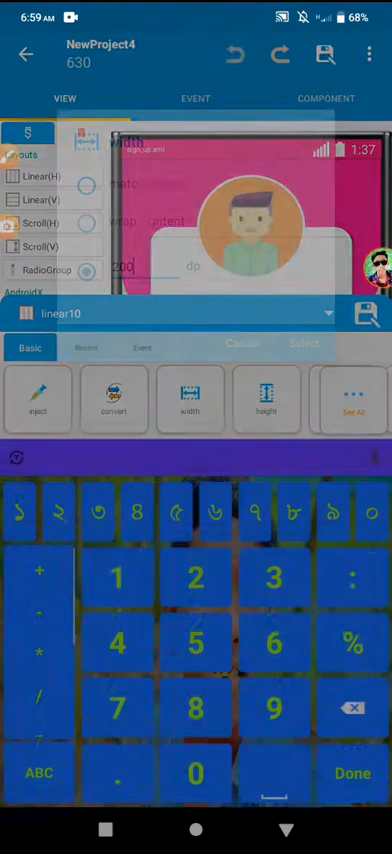 6:59 AM
68%
NewProject4
630
VIEW EVENT COMPONENT
width
Layouts
sign_up.xml
1:37
Linear(H)
matc
Linear(V)
Scroll(H)
wrap_content
Scroll(V)
RadioGroup
200 dp
AndroidX
linear10
Cancel Select
Basic Recent Event
inject convert width height See All
১ ২ ৩ ৪ ৫ ৬ ৭ ৮ ৯ ০
+ 1 2 3 :
-
* 4 5 6 %
/ 7 8 9
ABC . 0 Done